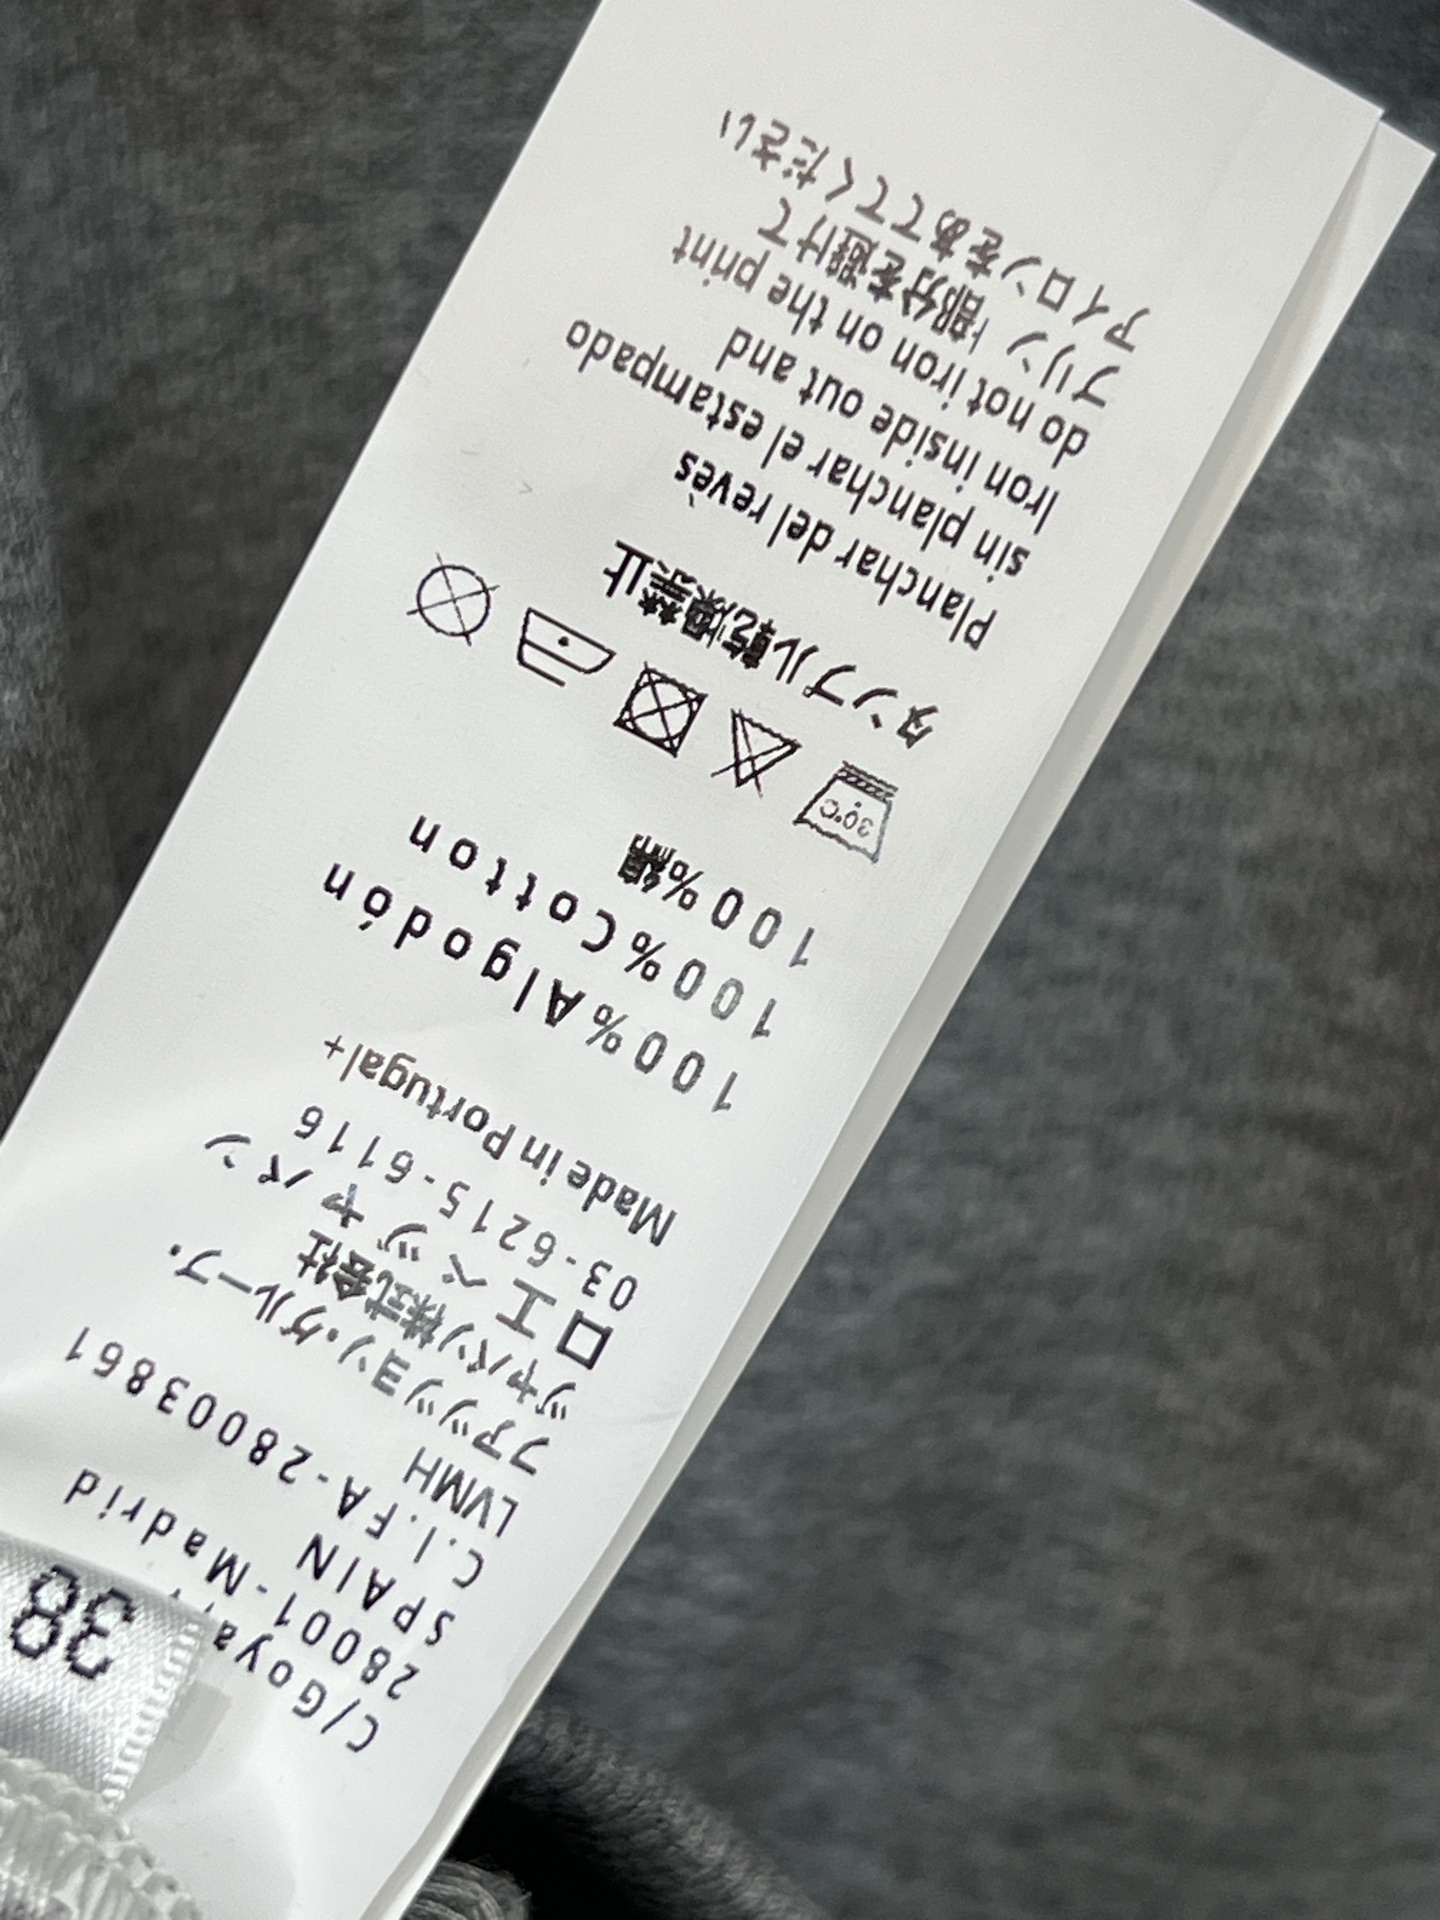 38
C/Goya,
28001-Madrid
SPAIN
C.I.FA-28003861
LVMH
ファッション・グループ・
ジャパン株式会社
ロエベジャパン
03-6215-6116
Made in Portugal+
100%Algodón
100%Cotton
100%綿
30°C
タンブル乾燥禁止
Planchar del revès
sin planchar el estampado
Iron inside out and
do not iron on the print
プリント部分を避けて
アイロンをあててください